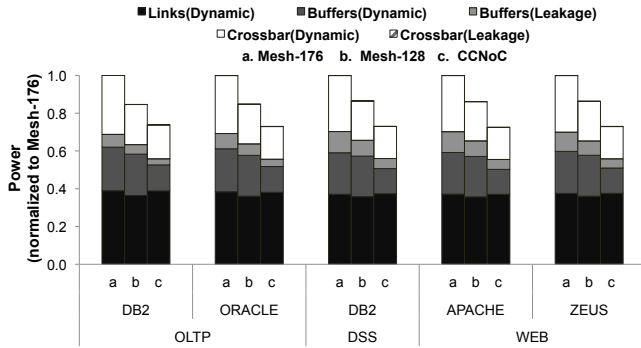 Links(Dynamic) Buffers(Dynamic) Buffers(Leakage)
Crossbar(Dynamic) Crossbar(Leakage)
a. Mesh-176 b. Mesh-128 c. CCNoC
Power
(normalized to Mesh-176)
1.0
0.8
0.6
0.4
0.2
0.0
a b c a b c a b c a b c a b c
DB2 ORACLE DB2 APACHE ZEUS
OLTP DSS WEB